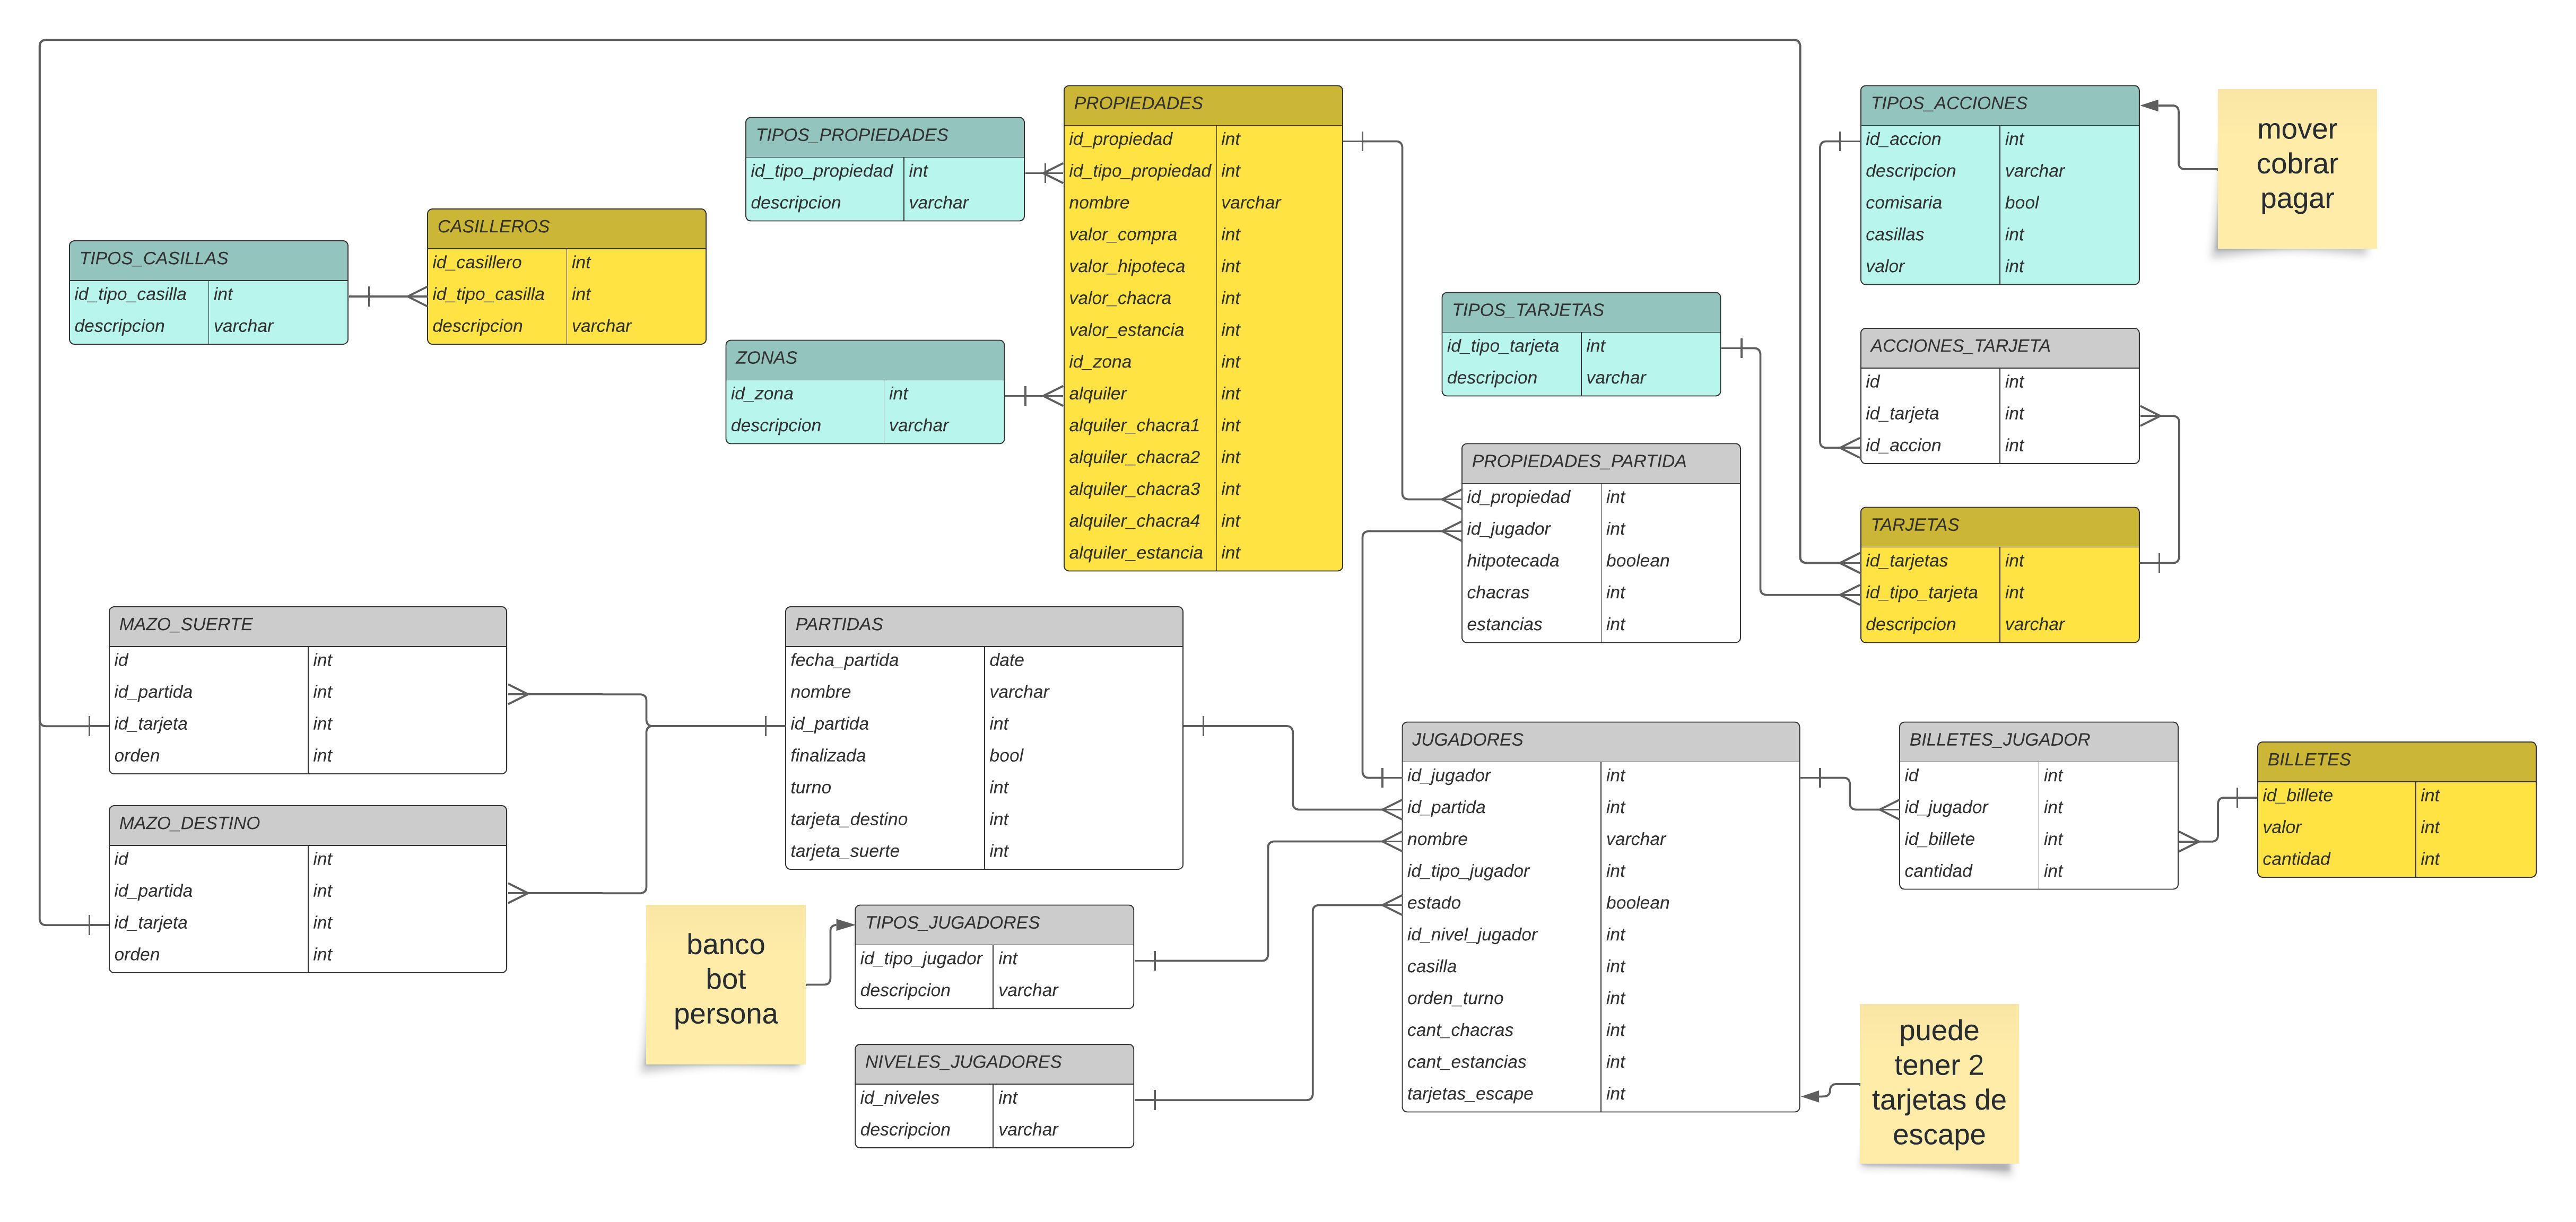 PROPIEDADES
id_propiedad int
id_tipo_propiedad int
nombre varchar
valor_compra int
valor_hipoteca int
valor_chacra int
valor_estancia int
id_zona int
alquiler int
alquiler_chacra1 int
alquiler_chacra2 int
alquiler_chacra3 int
alquiler_chacra4 int
alquiler_estancia int
TIPOS_ACCIONES
id_accion int
descripcion varchar
comisaria bool
casillas int
valor int
mover
cobrar
pagar
TIPOS_PROPIEDADES
id_tipo_propiedad int
descripcion varchar
CASILLEROS
id_casillero int
id_tipo_casilla int
descripcion varchar
TIPOS_CASILLAS
id_tipo_casilla int
descripcion varchar
ZONAS
id_zona int
descripcion varchar
TIPOS_TARJETAS
id_tipo_tarjeta int
descripcion varchar
ACCIONES_TARJETA
id int
id_tarjeta int
id_accion int
PROPIEDADES_PARTIDA
id_propiedad int
id_jugador int
hitpotecada boolean
chacras int
estancias int
TARJETAS
id_tarjetas int
id_tipo_tarjeta int
descripcion varchar
MAZO_SUERTE
id int
id_partida int
id_tarjeta int
orden int
PARTIDAS
fecha_partida date
nombre varchar
id_partida int
finalizada bool
turno int
tarjeta_destino int
tarjeta_suerte int
JUGADORES
id_jugador int
id_partida int
nombre varchar
id_tipo_jugador int
estado boolean
id_nivel_jugador int
casilla int
orden_turno int
cant_chacras int
cant_estancias int
tarjetas_escape int
BILLETES_JUGADOR
id int
id_jugador int
id_billete int
cantidad int
BILLETES
id_billete int
valor int
cantidad int
MAZO_DESTINO
id int
id_partida int
id_tarjeta int
orden int
banco
bot
persona
TIPOS_JUGADORES
id_tipo_jugador int
descripcion varchar
NIVELES_JUGADORES
id_niveles int
descripcion varchar
puede
tener 2
tarjetas de
escape